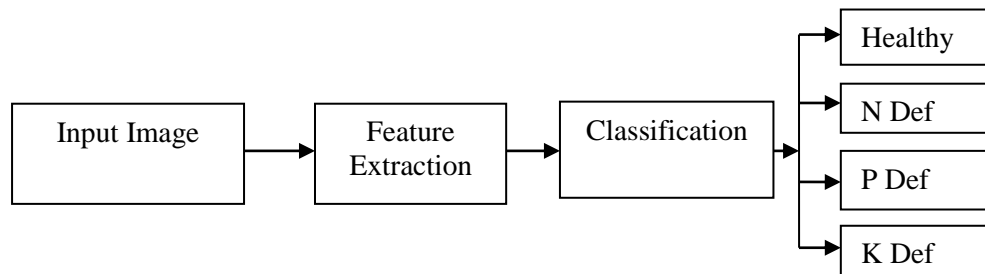 Input Image
Feature
Extraction
Classification
Healthy
N Def
P Def
K Def